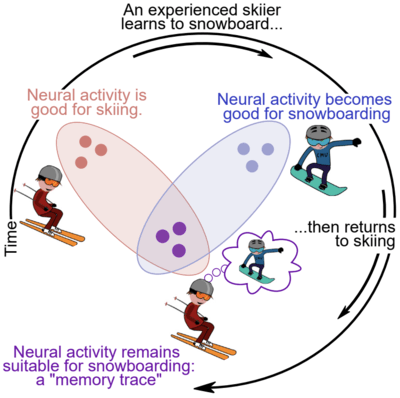 An experienced skiier
learns to snowboard...
Neural activity is
good for skiing.
Neural activity becomes
good for snowboarding
Time
...then returns
to skiing
Neural activity remains
suitable for snowboarding:
a "memory trace"